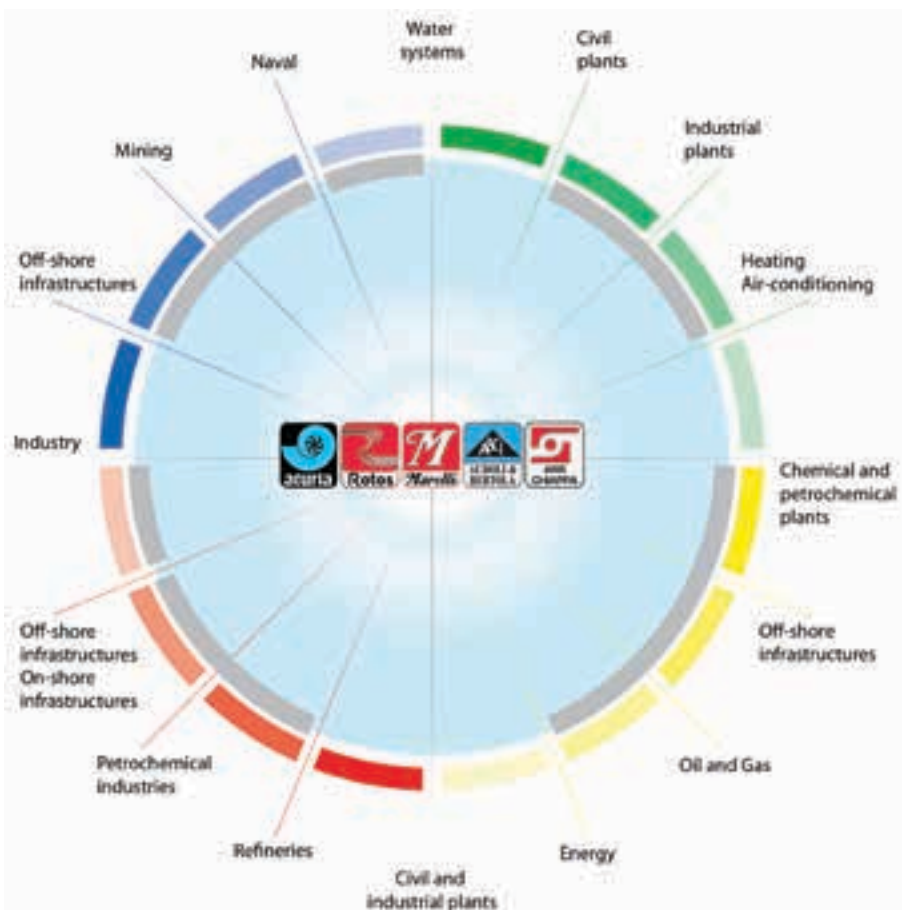 Water
systems
Civil
plants
Naval
Industrial
plants
Mining
Off-shore
infrastructures
Heating
Air-conditioning
Industry
acuria
Rotos
M
Marelli
Chemical and
petrochemical
plants
Off-shore
infrastructures
On-shore
infrastructures
Off-shore
infrastructures
Petrochemical
industries
Oil and Gas
Refineries
Energy
Civil and
industrial plants